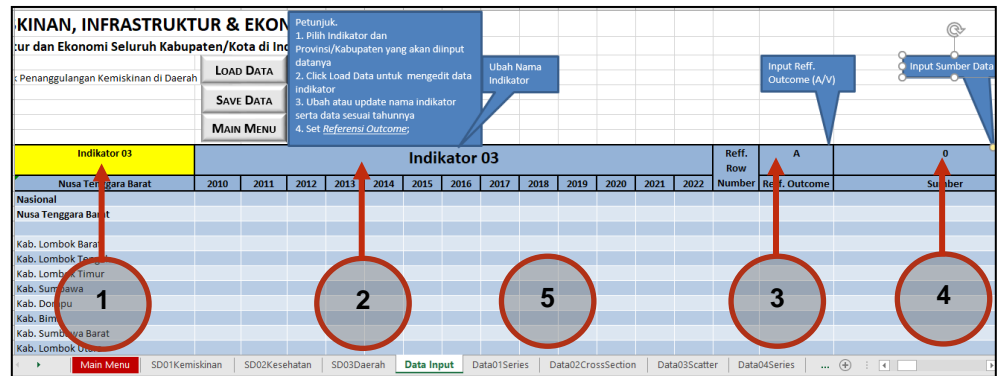 KINAN, INFRASTRUKTUR & EKON
tur dan Ekonomi Seluruh Kabupaten/Kota di Ind
Penanggulangan Kemiskinan di Daerah
LOAD DATA
SAVE DATA
MAIN MENU
Petunjuk.
1. Pilih Indikator dan
Provinsi/Kabupaten yang akan diinput
datanya
2. Click Load Data untuk mengedit data
indikator
3. Ubah atau update nama indikator
serta data sesuai tahunnya
4. Set Referensi Outcome;
Ubah Nama
Indikator
Input Reff.
Outcome (A/V)
Input Sumber Data
Indikator 03
Indikator 03
Reff.
Row
Number
A
0
Nusa Tenggara Barat 2010 2011 2012 2013 2014 2015 2016 2017 2018 2019 2020 2021 2022 Reff. Outcome Sumber
Nasional
Nusa Tenggara Barat
Kab. Lombok Barat
Kab. Lombok Tengah
Kab. Lombok Timur
Kab. Sumbawa
Kab. Dompu
Kab. Bima
Kab. Sumbawa Barat
Kab. Lombok Utara
1
2
5
3
4
Main Menu SD01Kemiskinan SD02Kesehatan SD03Daerah Data Input Data01Series Data02CrossSection Data03Scatter Data04Series ...